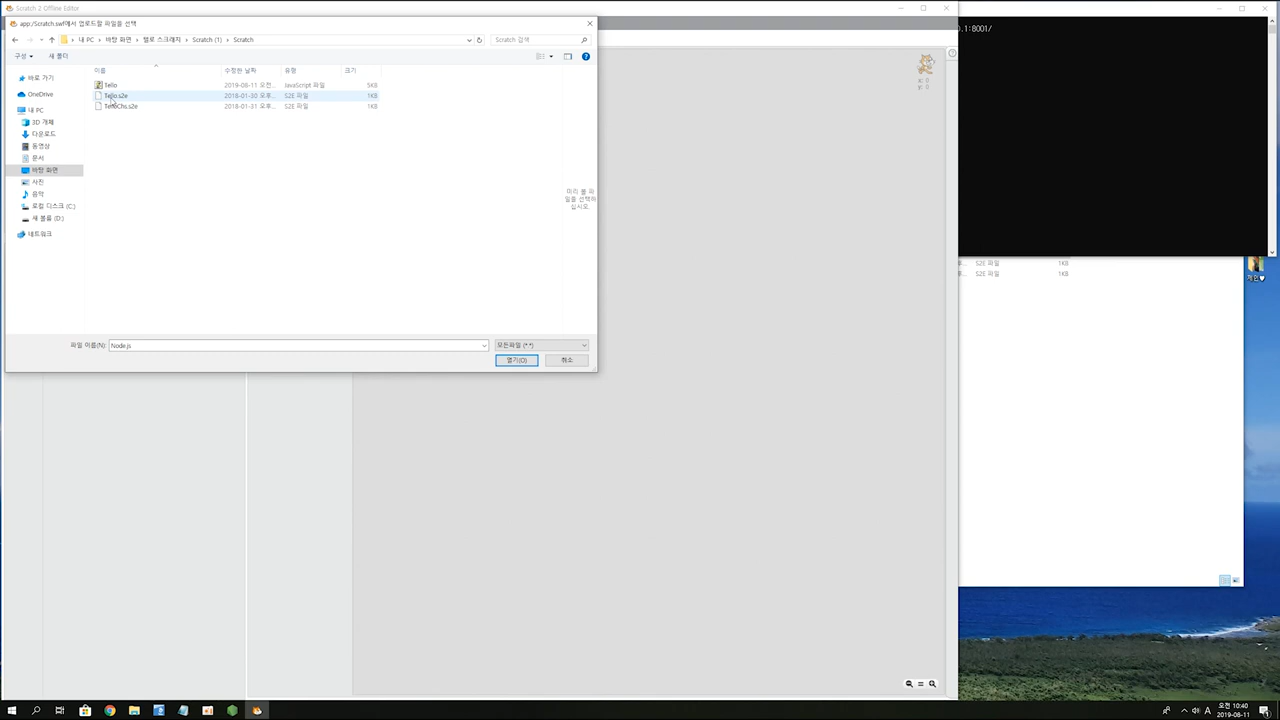 Scratch 2 Offline Editor
app:/Scratch.swf에서 업로드할 파일을 선택
내 PC > 바탕 화면 > 텔로 스크래치 > Scratch (1) > Scratch
Scratch 검색
구성
새 폴더
이름 수정한 날짜 유형 크기
Tello 2019-08-11 오전... JavaScript 파일 5KB
Tello.s2e 2018-01-30 오후... S2E 파일 1KB
TelloChs.s2e 2018-01-31 오후... S2E 파일 1KB
바로 가기
OneDrive
내 PC
3D 개체
다운로드
동영상
문서
바탕 화면
사진
음악
로컬 디스크 (C:)
새 볼륨 (D:)
네트워크
미리 볼 파
일을 선택하
십시오.
파일 이름(N): Node.js
모든파일 (*.*)
열기(O)
취소
x: 0
y: 0
.1:8001/
후... S2E 파일 1KB
후... S2E 파일 1KB
개인♥
A
오전 10:40
2019-08-11